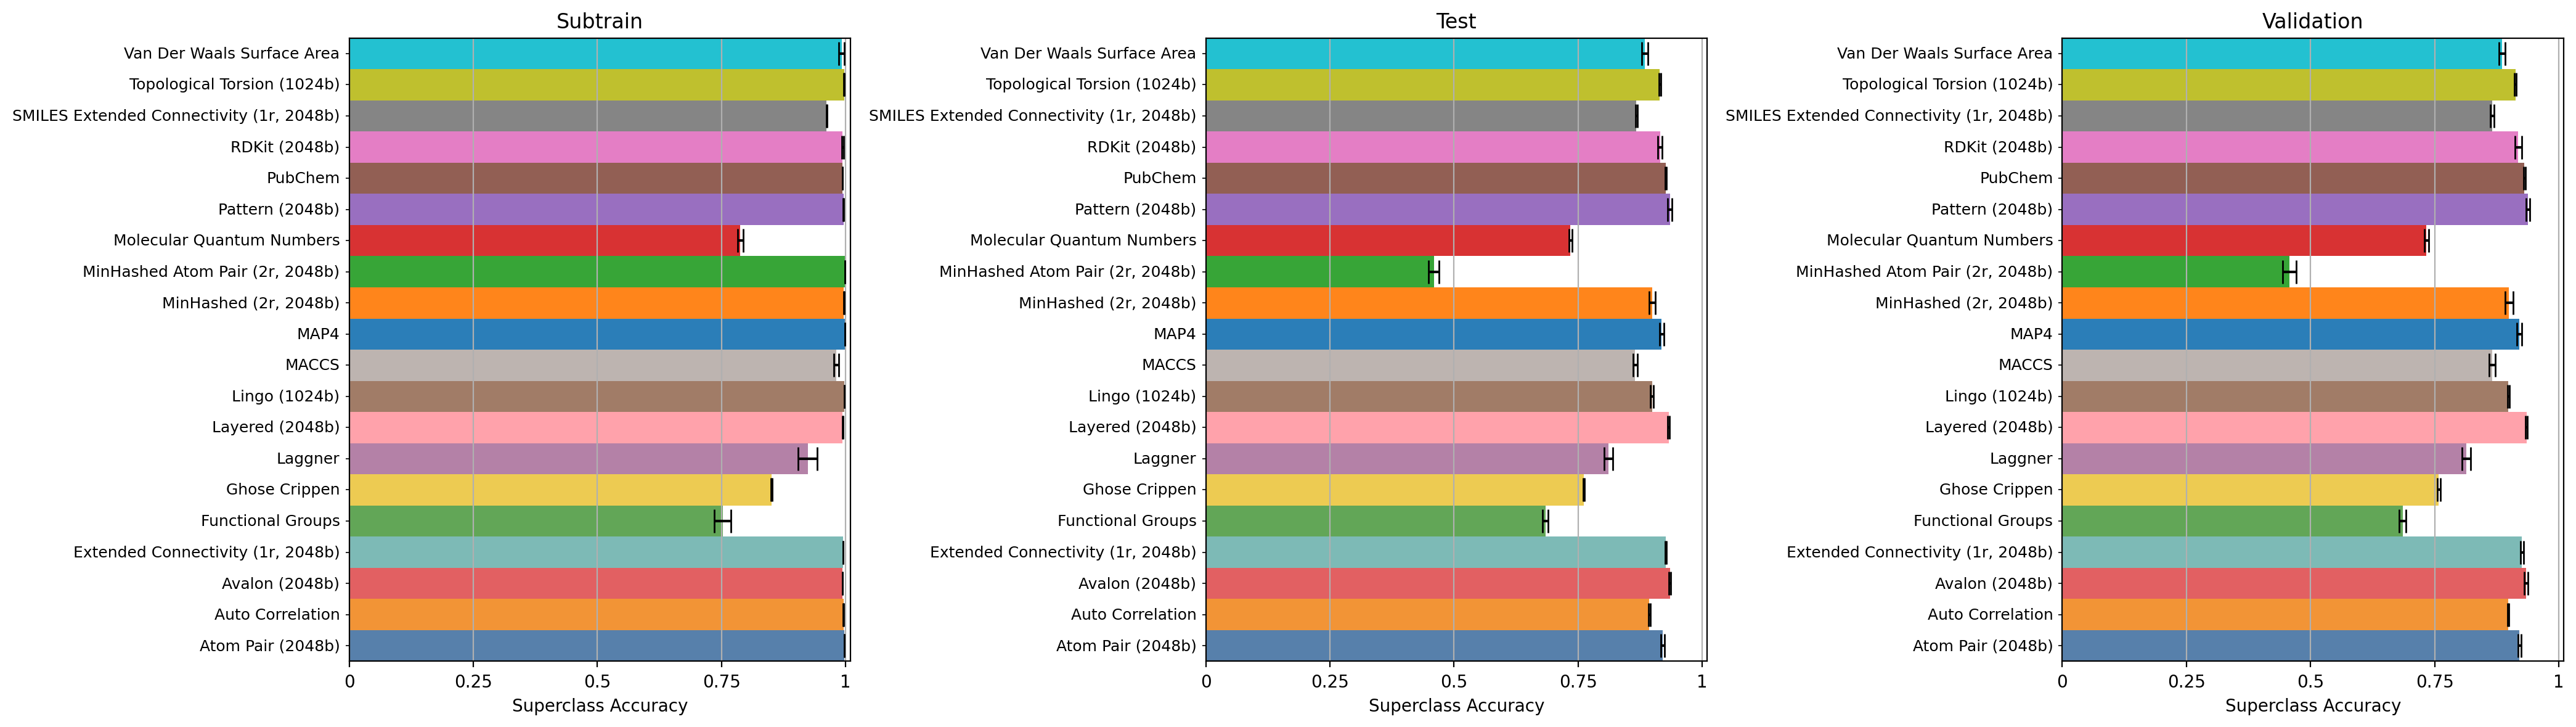 Subtrain
Van Der Waals Surface Area
Topological Torsion (1024b)
SMILES Extended Connectivity (1r, 2048b)
RDKit (2048b)
PubChem
Pattern (2048b)
Molecular Quantum Numbers
MinHashed Atom Pair (2r, 2048b)
MinHashed (2r, 2048b)
MAP4
MACCS
Lingo (1024b)
Layered (2048b)
Laggner
Ghose Crippen
Functional Groups
Extended Connectivity (1r, 2048b)
Avalon (2048b)
Auto Correlation
Atom Pair (2048b)
0 0.25 0.5 0.75 1
Superclass Accuracy
Test
Van Der Waals Surface Area
Topological Torsion (1024b)
SMILES Extended Connectivity (1r, 2048b)
RDKit (2048b)
PubChem
Pattern (2048b)
Molecular Quantum Numbers
MinHashed Atom Pair (2r, 2048b)
MinHashed (2r, 2048b)
MAP4
MACCS
Lingo (1024b)
Layered (2048b)
Laggner
Ghose Crippen
Functional Groups
Extended Connectivity (1r, 2048b)
Avalon (2048b)
Auto Correlation
Atom Pair (2048b)
0 0.25 0.5 0.75 1
Superclass Accuracy
Validation
Van Der Waals Surface Area
Topological Torsion (1024b)
SMILES Extended Connectivity (1r, 2048b)
RDKit (2048b)
PubChem
Pattern (2048b)
Molecular Quantum Numbers
MinHashed Atom Pair (2r, 2048b)
MinHashed (2r, 2048b)
MAP4
MACCS
Lingo (1024b)
Layered (2048b)
Laggner
Ghose Crippen
Functional Groups
Extended Connectivity (1r, 2048b)
Avalon (2048b)
Auto Correlation
Atom Pair (2048b)
0 0.25 0.5 0.75 1
Superclass Accuracy